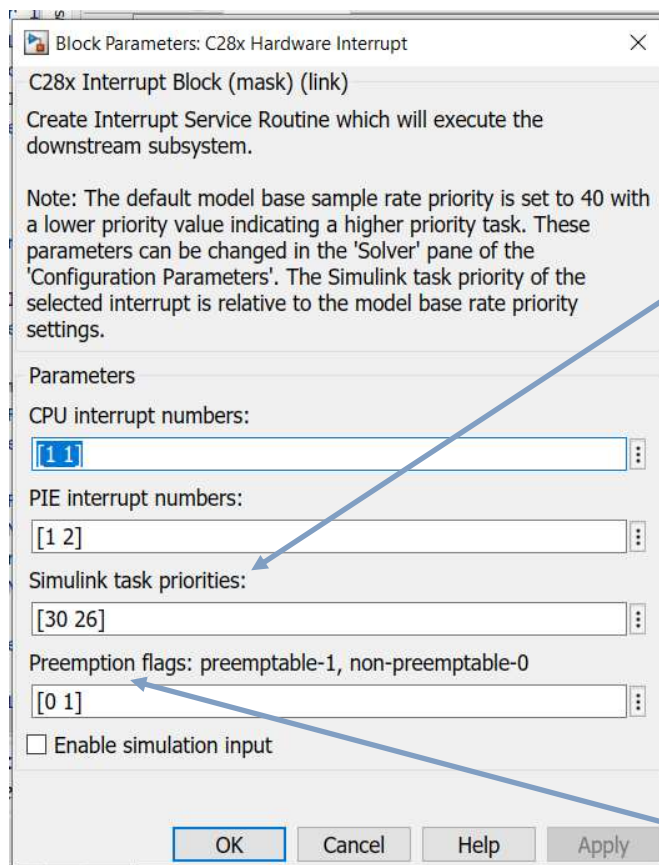 Block Parameters: C28x Hardware Interrupt
C28x Interrupt Block (mask) (link)
Create Interrupt Service Routine which will execute the
downstream subsystem.
Note: The default model base sample rate priority is set to 40 with
a lower priority value indicating a higher priority task. These
parameters can be changed in the 'Solver' pane of the
'Configuration Parameters'. The Simulink task priority of the
selected interrupt is relative to the model base rate priority
settings.
Parameters
CPU interrupt numbers:
[1 1]
PIE interrupt numbers:
[1 2]
Simulink task priorities:
[30 26]
Preemption flags: preemptable-1, non-preemptable-0
[0 1]
Enable simulation input
OK Cancel Help Apply